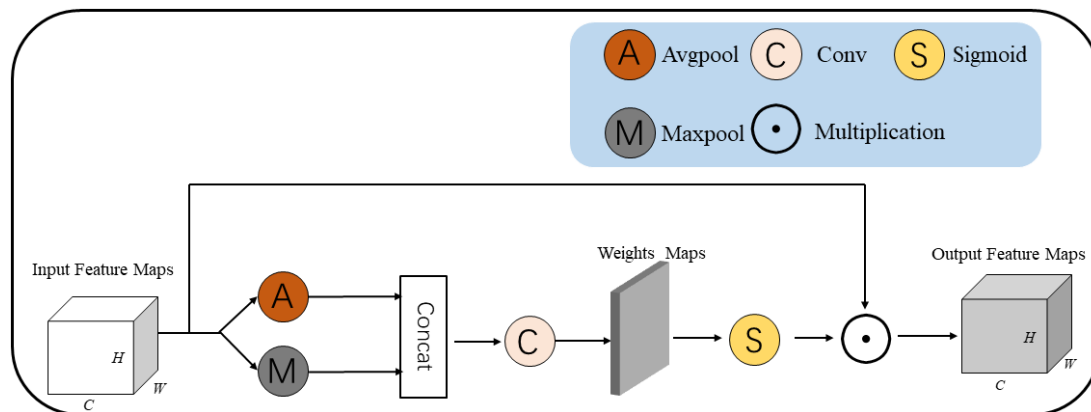 A Avgpool C Conv S Sigmoid
M Maxpool Multiplication
Input Feature Maps
Weights Maps
Output Feature Maps
H
W
C
A
M
Concat
C
S
H
W
C